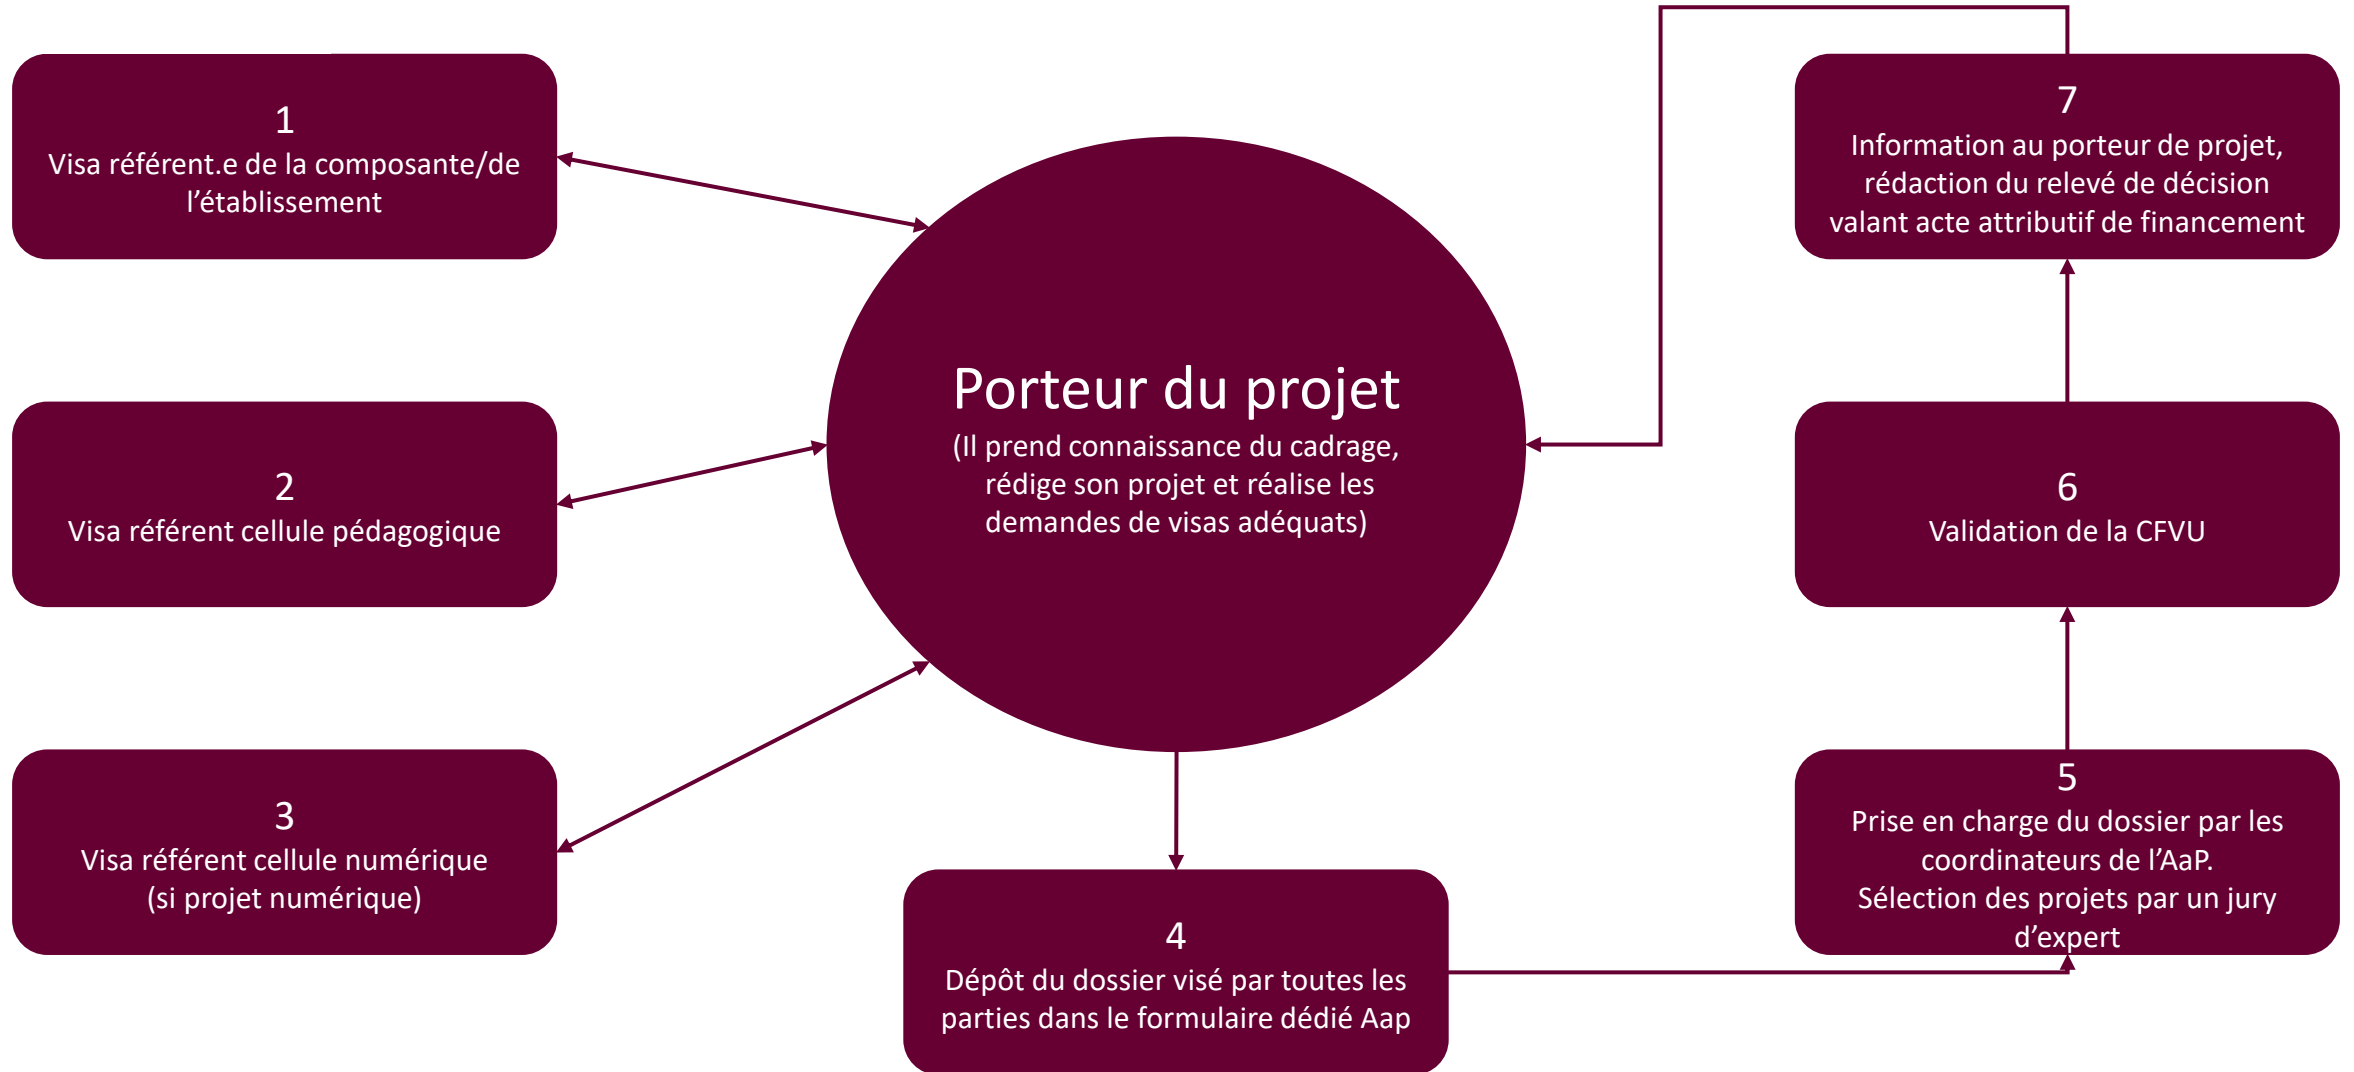 1
Visa référent.e de la composante/de
l’établissement
2
Visa référent cellule pédagogique
3
Visa référent cellule numérique
(si projet numérique)
Porteur du projet
(Il prend connaissance du cadrage,
rédige son projet et réalise les
demandes de visas adéquats)
4
Dépôt du dossier visé par toutes les
parties dans le formulaire dédié Aap
5
Prise en charge du dossier par les
coordinateurs de l’AaP.
Sélection des projets par un jury
d’expert
6
Validation de la CFVU
7
Information au porteur de projet,
rédaction du relevé de décision
valant acte attributif de financement